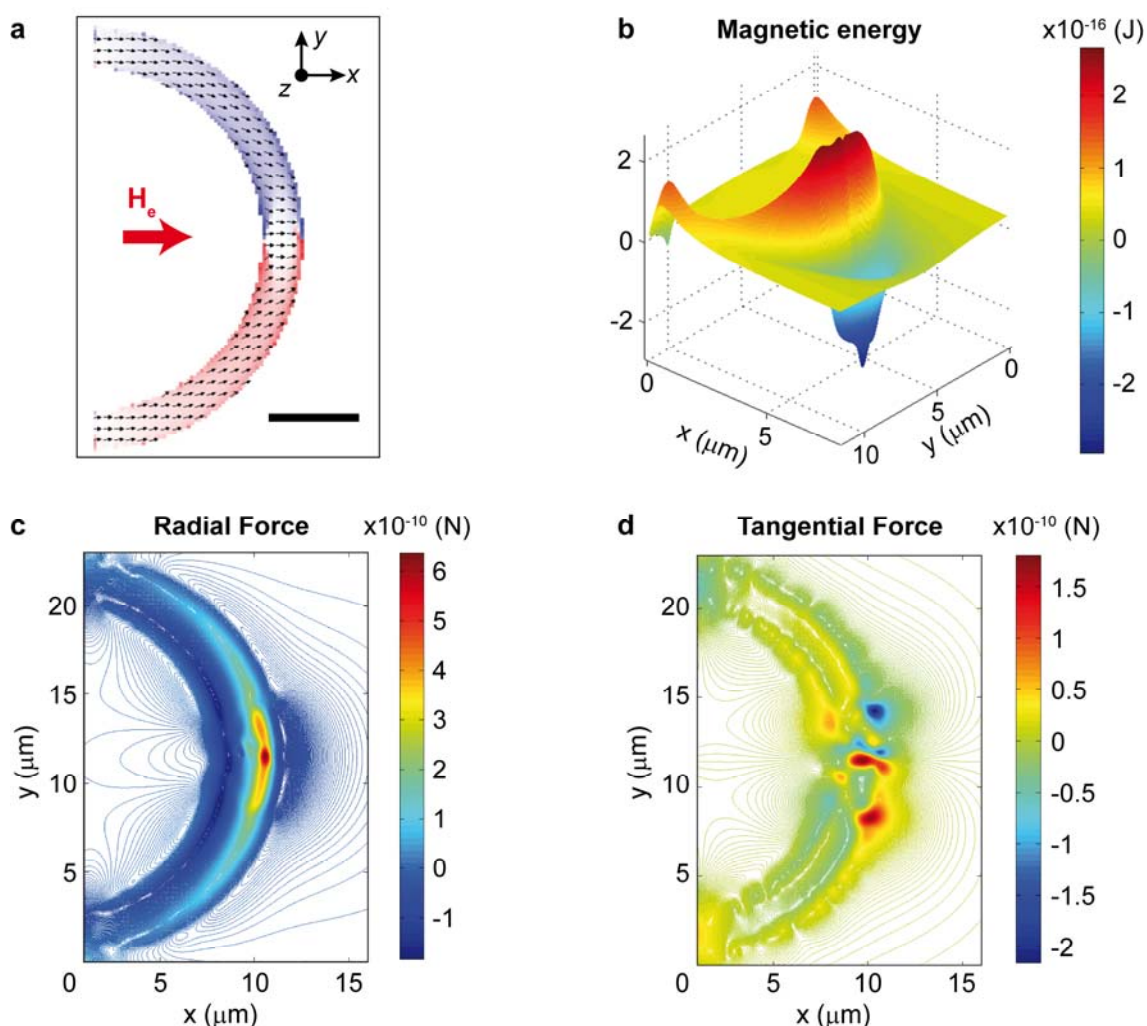 a
y
z
x
Hₑ
b
Magnetic energy
x10⁻¹⁶ (J)
2
0
-2
0
5
x (μm)
10
5
0
y (μm)
2
1
0
-1
-2
c
Radial Force
x10⁻¹⁰ (N)
20
15
10
5
0
5
10
15
y (μm)
x (μm)
6
5
4
3
2
1
0
-1
d
Tangential Force
x10⁻¹⁰ (N)
20
15
10
5
0
5
10
15
y (μm)
x (μm)
1.5
1
0.5
0
-0.5
-1
-1.5
-2